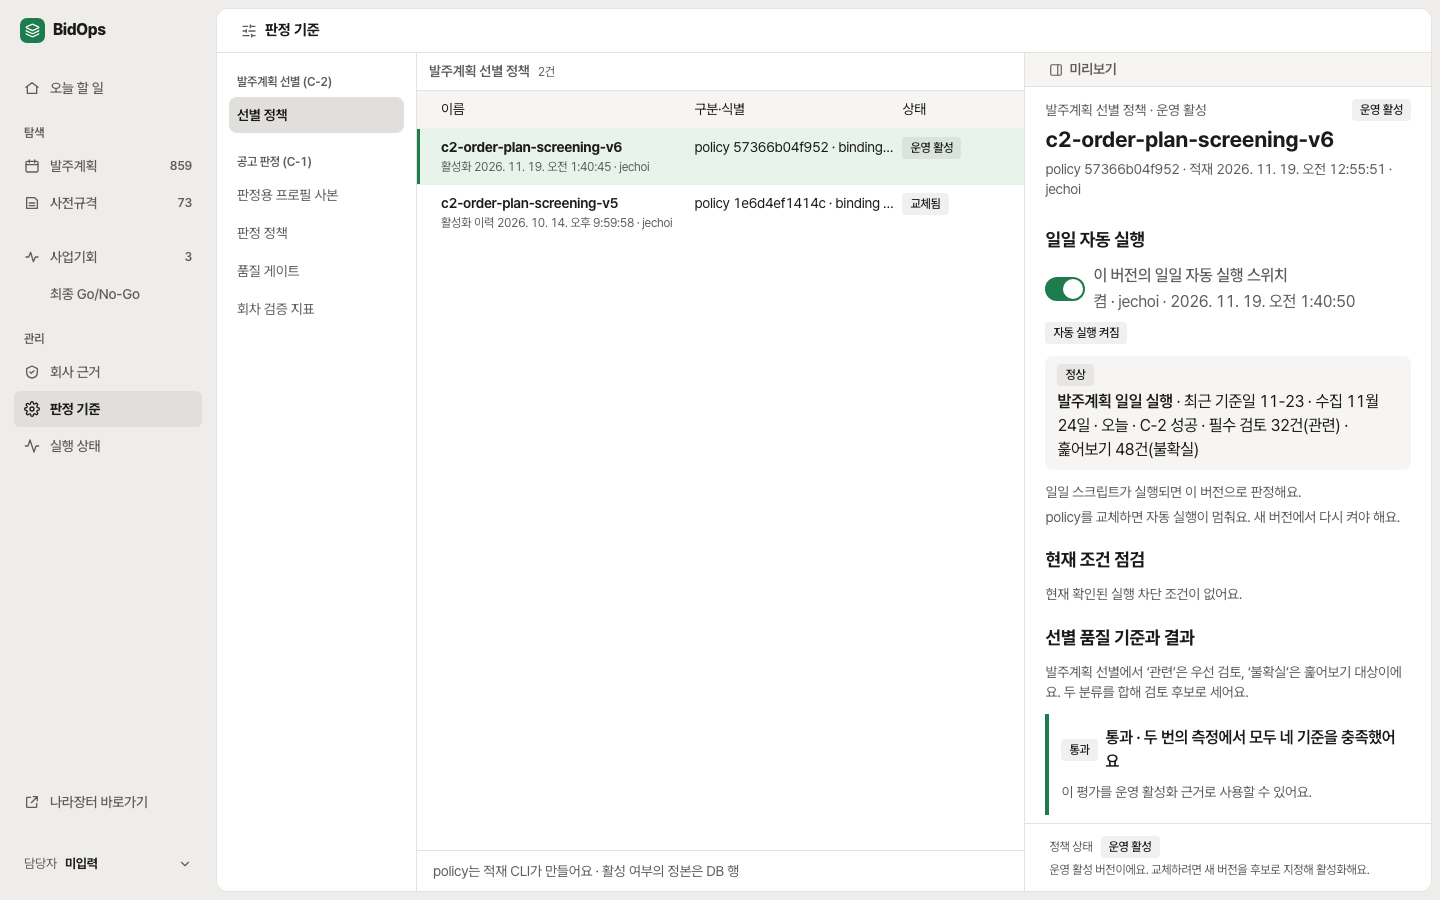 BidOps
오늘 할 일
탐색
발주계획 859
사전규격 73
사업기회 3
최종 Go/No-Go
관리
회사 근거
판정 기준
실행 상태
나라장터 바로가기
담당자 미입력
판정 기준
발주계획 선별 (C-2)
선별 정책
공고 판정 (C-1)
판정용 프로필 사본
판정 정책
품질 게이트
회차 검증 지표
발주계획 선별 정책 2건
이름 구분·식별 상태
c2-order-plan-screening-v6 policy 57366b04f952 · binding... 운영 활성
활성화 2026. 11. 19. 오전 1:40:45 · jechoi
c2-order-plan-screening-v5 policy 1e6d4ef1414c · binding ... 교체됨
활성화 이력 2026. 10. 14. 오후 9:59:58 · jechoi
policy는 적재 CLI가 만들어요 · 활성 여부의 정본은 DB 행
미리보기
발주계획 선별 정책 · 운영 활성 운영 활성
c2-order-plan-screening-v6
policy 57366b04f952 · 적재 2026. 11. 19. 오전 12:55:51 ·
jechoi
일일 자동 실행
이 버전의 일일 자동 실행 스위치
켬 · jechoi · 2026. 11. 19. 오전 1:40:50
자동 실행 켜짐
정상
발주계획 일일 실행 · 최근 기준일 11-23 · 수집 11월
24일 · 오늘 · C-2 성공 · 필수 검토 32건(관련) ·
훑어보기 48건(불확실)
일일 스크립트가 실행되면 이 버전으로 판정해요.
policy를 교체하면 자동 실행이 멈춰요. 새 버전에서 다시 켜야 해요.
현재 조건 점검
현재 확인된 실행 차단 조건이 없어요.
선별 품질 기준과 결과
발주계획 선별에서 ‘관련’은 우선 검토, ‘불확실’은 훑어보기 대상이에
요. 두 분류를 합해 검토 후보로 세어요.
통과 통과 · 두 번의 측정에서 모두 네 기준을 충족했어
요
이 평가를 운영 활성화 근거로 사용할 수 있어요.
정책 상태 운영 활성
운영 활성 버전이에요. 교체하려면 새 버전을 후보로 지정해 활성화해요.